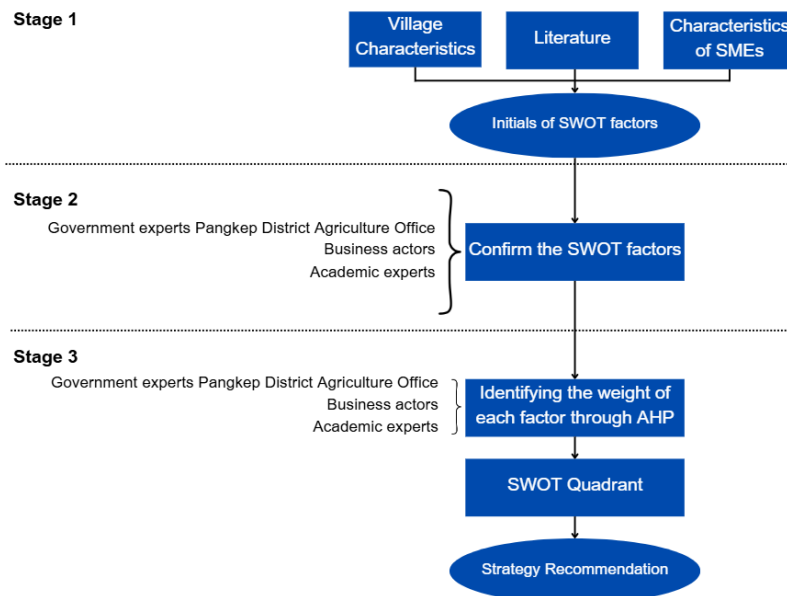 Stage 1
Village
Characteristics
Literature
Characteristics
of SMEs
Initials of SWOT factors
Stage 2
Government experts Pangkep District Agriculture Office
Business actors
Academic experts
Confirm the SWOT factors
Stage 3
Government experts Pangkep District Agriculture Office
Business actors
Academic experts
Identifying the weight of
each factor through AHP
SWOT Quadrant
Strategy Recommendation